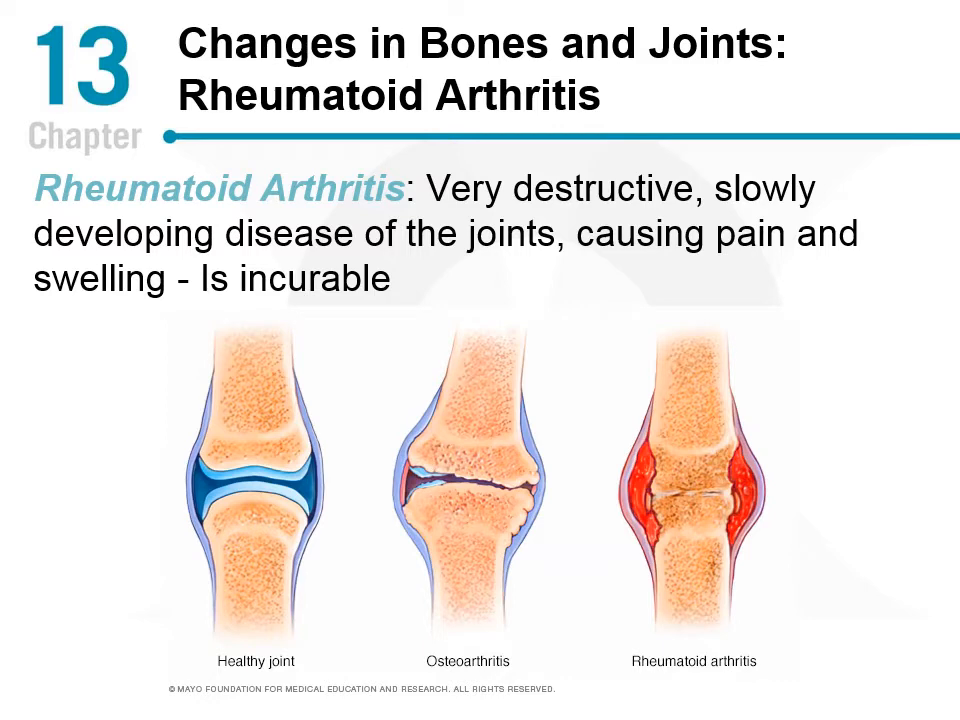 13
Chapter
Changes in Bones and Joints:
Rheumatoid Arthritis
Rheumatoid Arthritis: Very destructive, slowly
developing disease of the joints, causing pain and
swelling - Is incurable
Healthy joint
Osteoarthritis
Rheumatoid arthritis
© MAYO FOUNDATION FOR MEDICAL EDUCATION AND RESEARCH. ALL RIGHTS RESERVED.